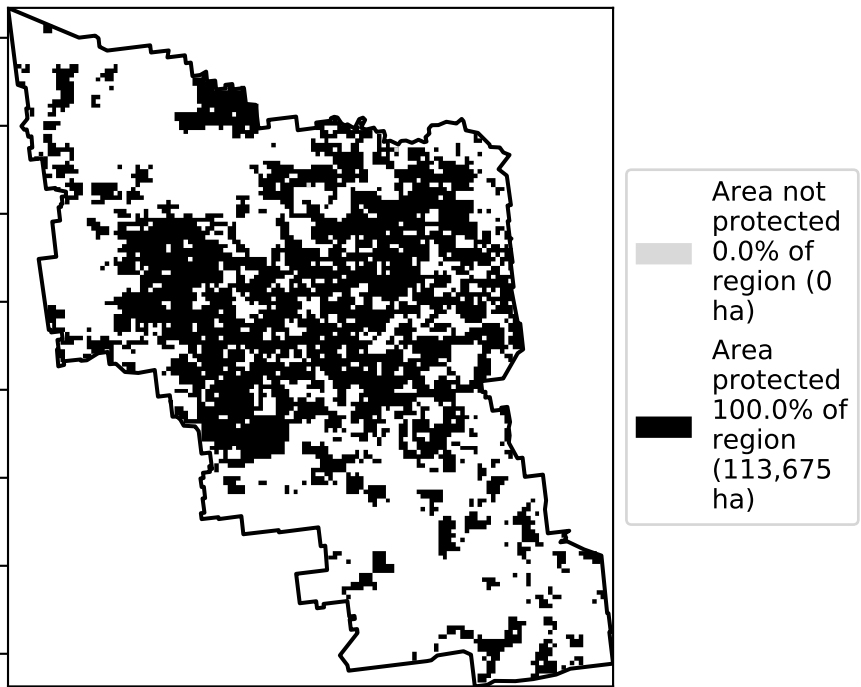 Area not
protected
0.0% of
region (0
ha)
Area
protected
100.0% of
region
(113,675
ha)